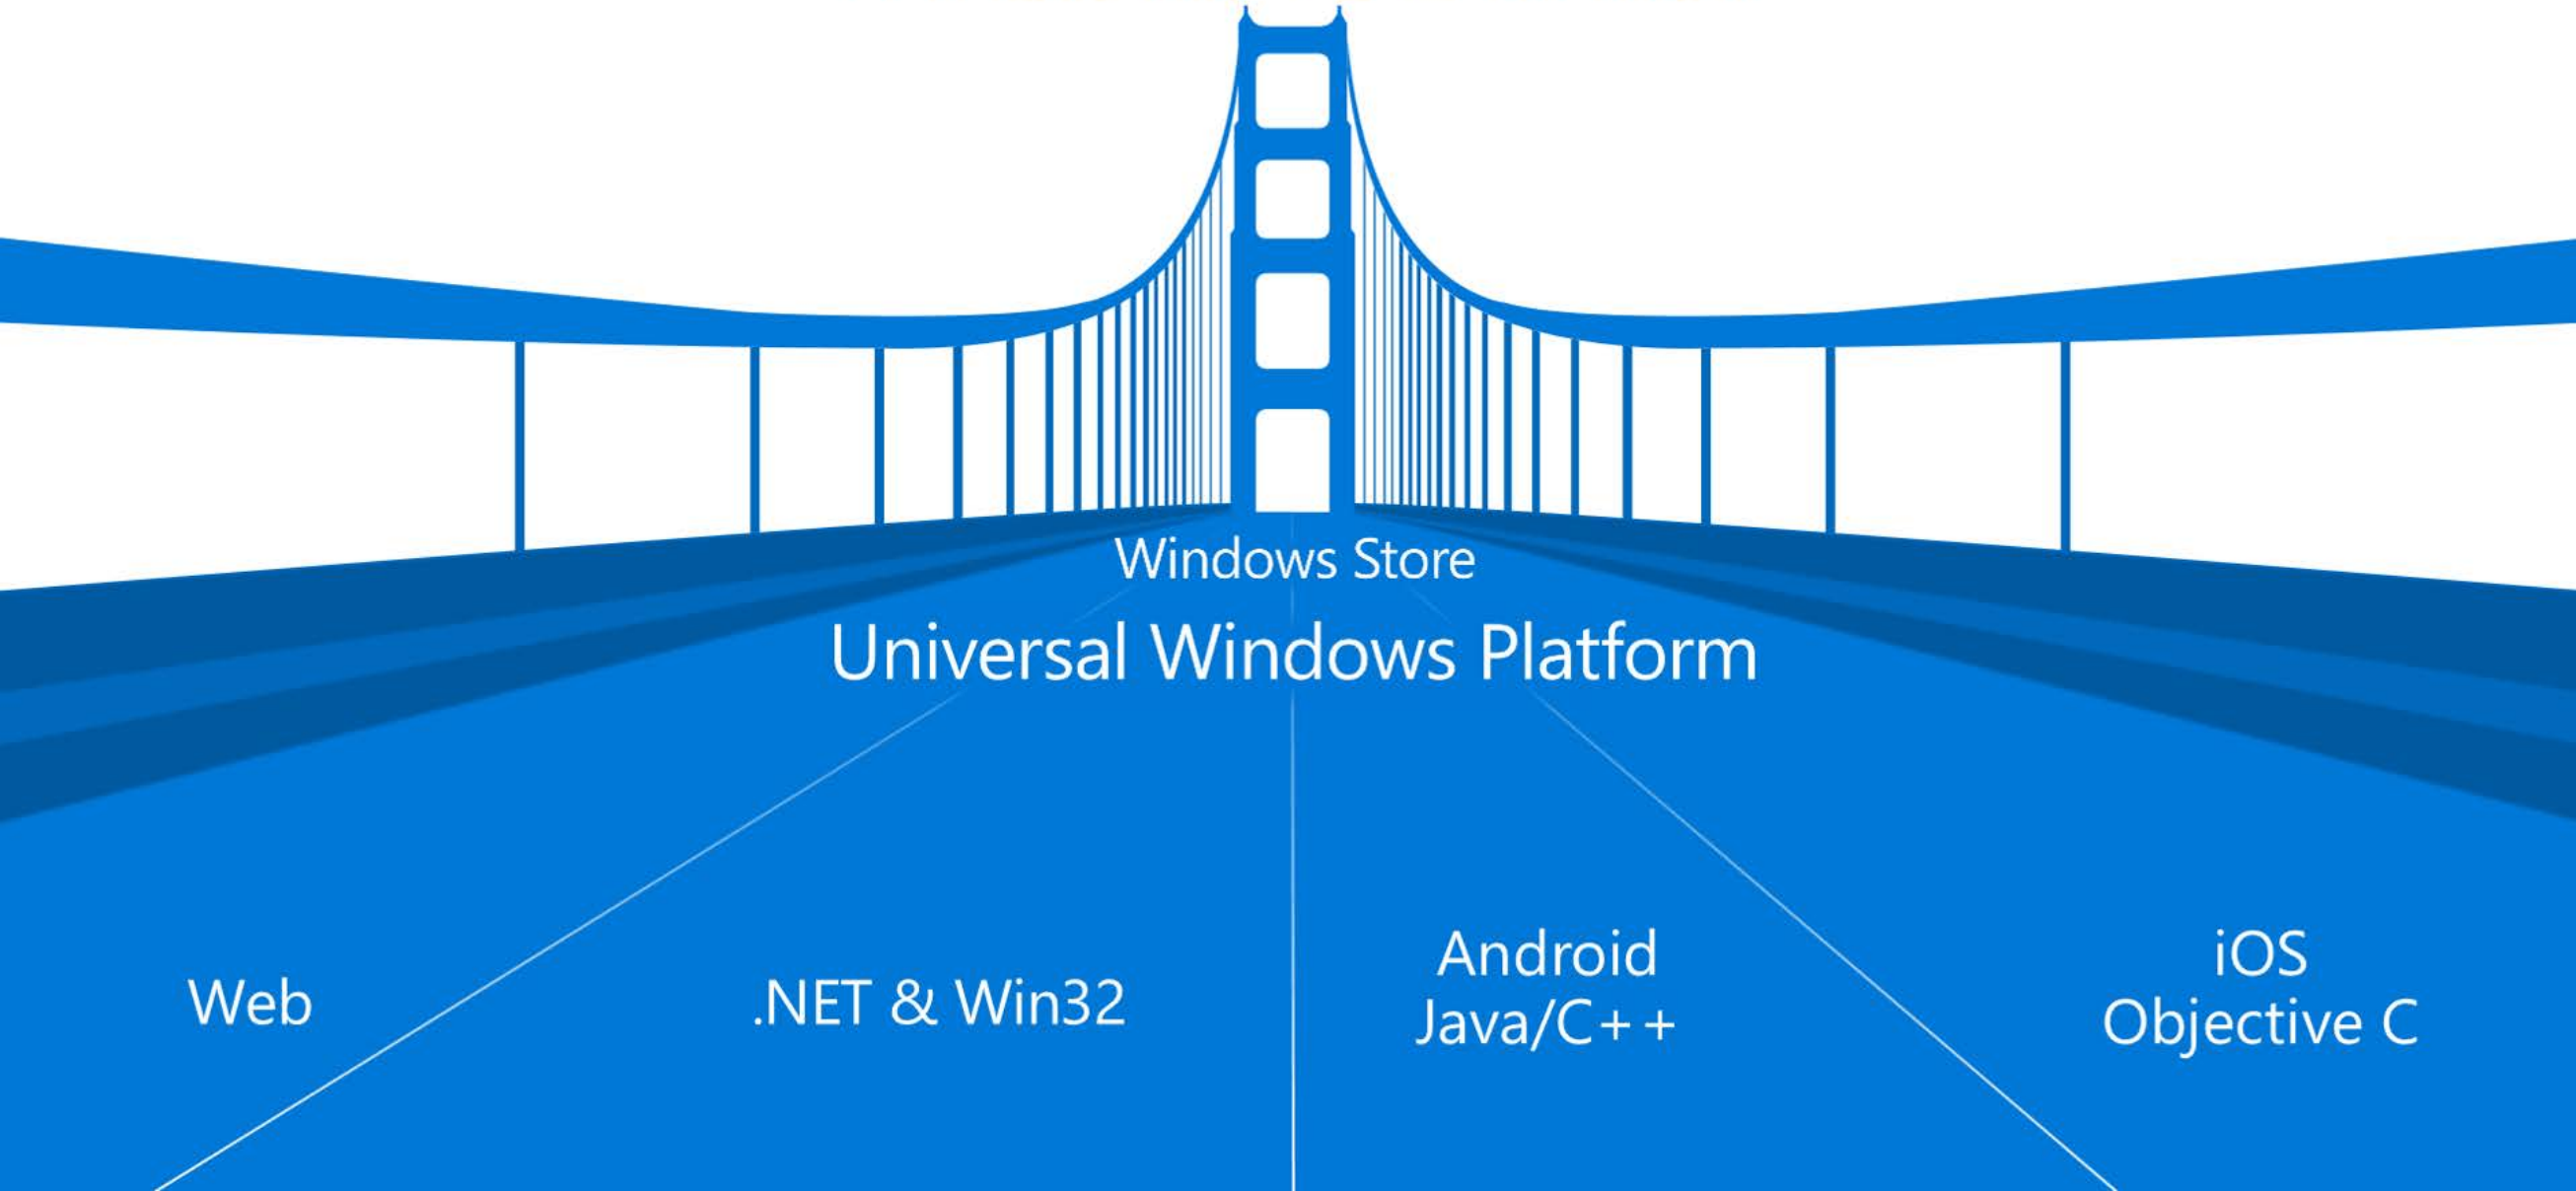 Windows Store
Universal Windows Platform
Web
.NET & Win32
Android
Java/C++
iOS
Objective C